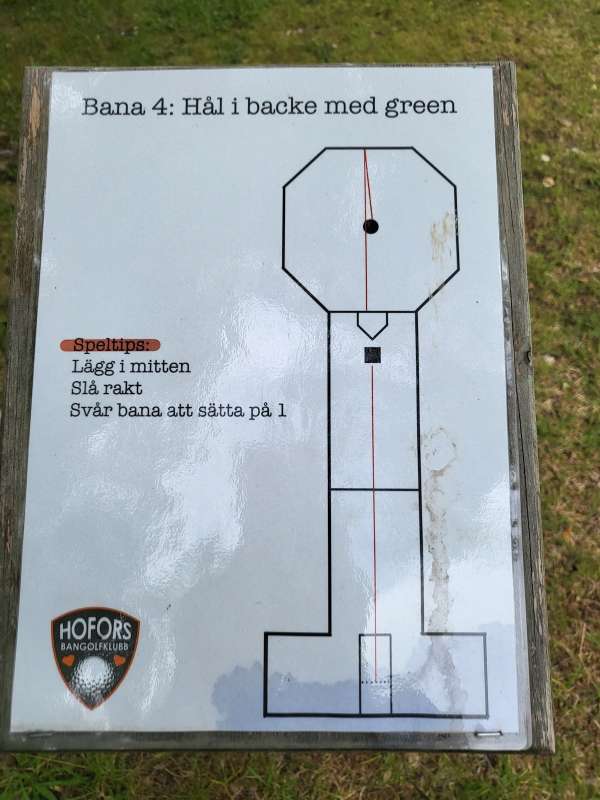 Bana 4: Hål i backe med green
Speltips:
Lägg i mitten
Slå rakt
Svår bana att sätta på 1
HOFORS
BANGOLFKLUBB